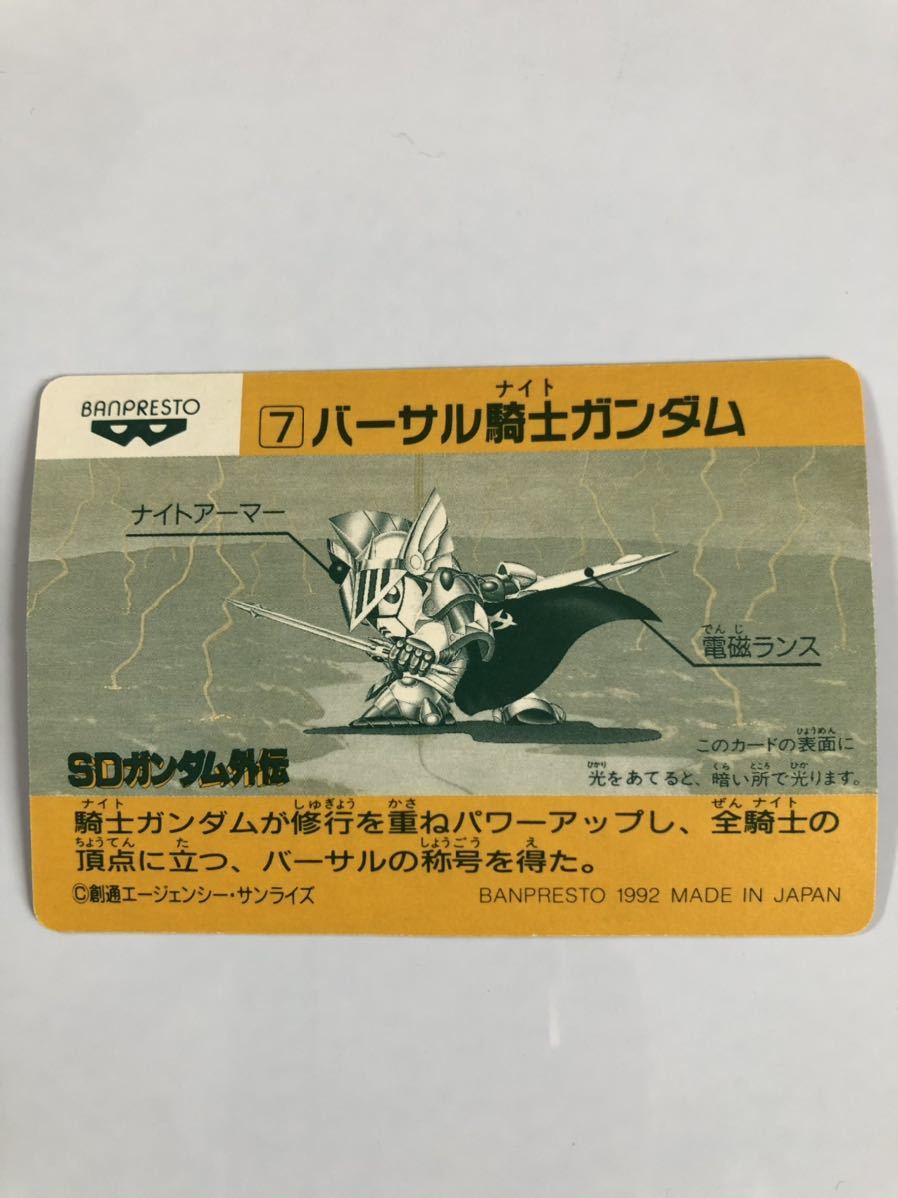 BANPRESTO
7 バーサル騎士ガンダム
ナイト
ナイトアーマー
でんじ
電磁ランス
ひょうめん
このカードの表面に
ひかり くら ところ ひか
光をあてると、暗い所で光ります。
SDガンダム外伝
ナイト しゅぎょう かさ ぜん ナイト
騎士ガンダムが修行を重ねパワーアップし、全騎士の
ちょうてん た しょうごう え
頂点に立つ、バーサルの称号を得た。
©創通エージェンシー・サンライズ
BANPRESTO 1992 MADE IN JAPAN